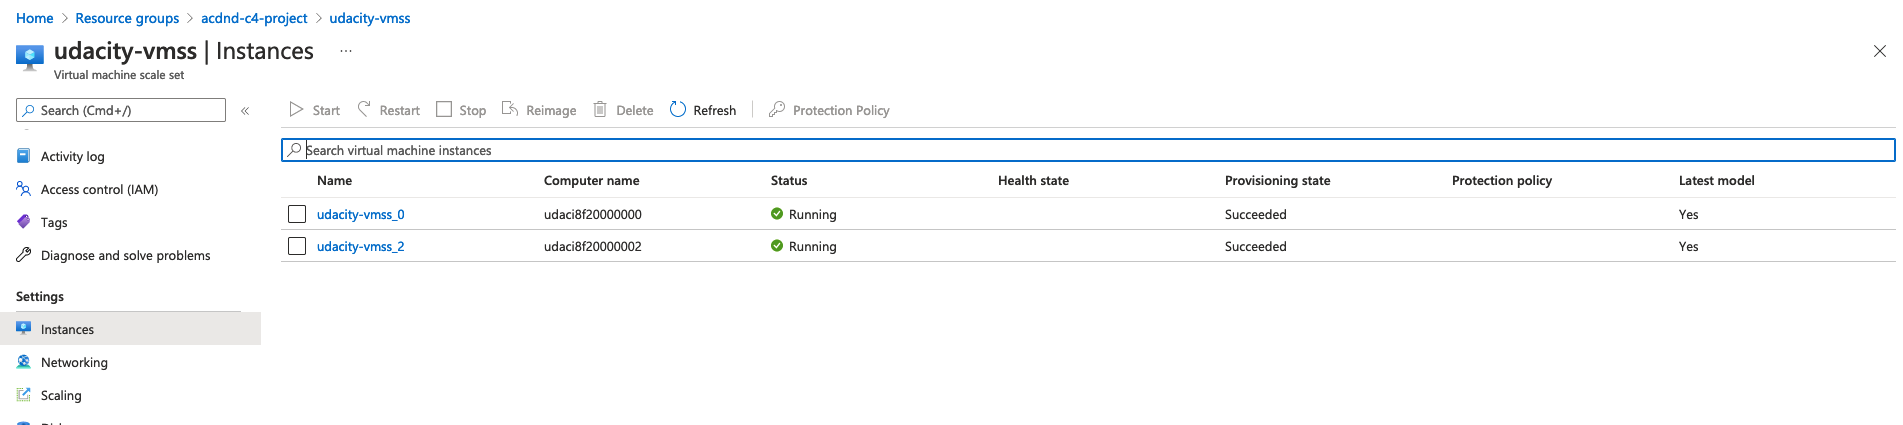 Home > Resource groups > acdnd-c4-project > udacity-vmss
udacity-vmss | Instances ...
Virtual machine scale set
Search (Cmd+/) «
Start Restart Stop Reimage Delete Refresh Protection Policy
Search virtual machine instances
Activity log
Access control (IAM)
Tags
Diagnose and solve problems
Settings
Instances
Networking
Scaling
Name Computer name Status Health state Provisioning state Protection policy Latest model
udacity-vmss_0 udaci8f20000000 Running Succeeded Yes
udacity-vmss_2 udaci8f20000002 Running Succeeded Yes